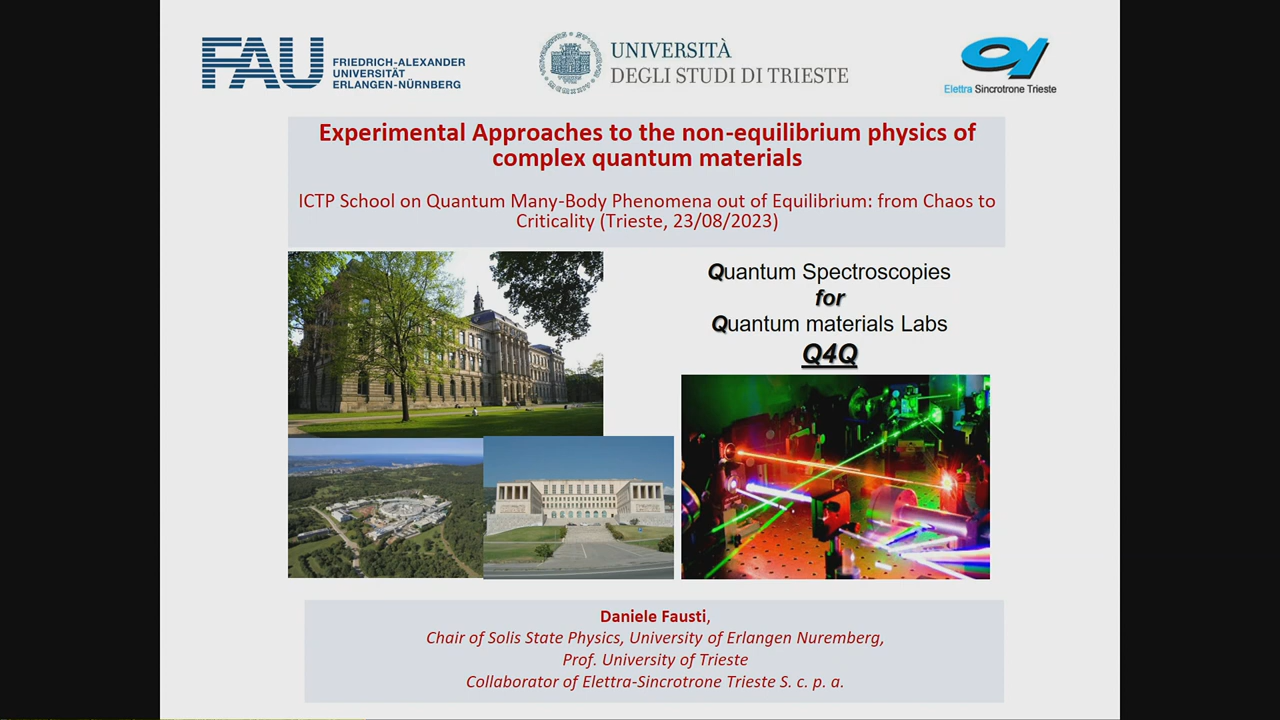 FAU
FRIEDRICH-ALEXANDER
UNIVERSITÄT
ERLANGEN-NÜRNBERG
UNIVERSITÀ
DEGLI STUDI DI TRIESTE
Elettra Sincrotrone Trieste
Experimental Approaches to the non-equilibrium physics of
complex quantum materials
ICTP School on Quantum Many-Body Phenomena out of Equilibrium: from Chaos to
Criticality (Trieste, 23/08/2023)
Quantum Spectroscopies
for
Quantum materials Labs
Q4Q
Daniele Fausti,
Chair of Solis State Physics, University of Erlangen Nuremberg,
Prof. University of Trieste
Collaborator of Elettra-Sincrotrone Trieste S. c. p. a.